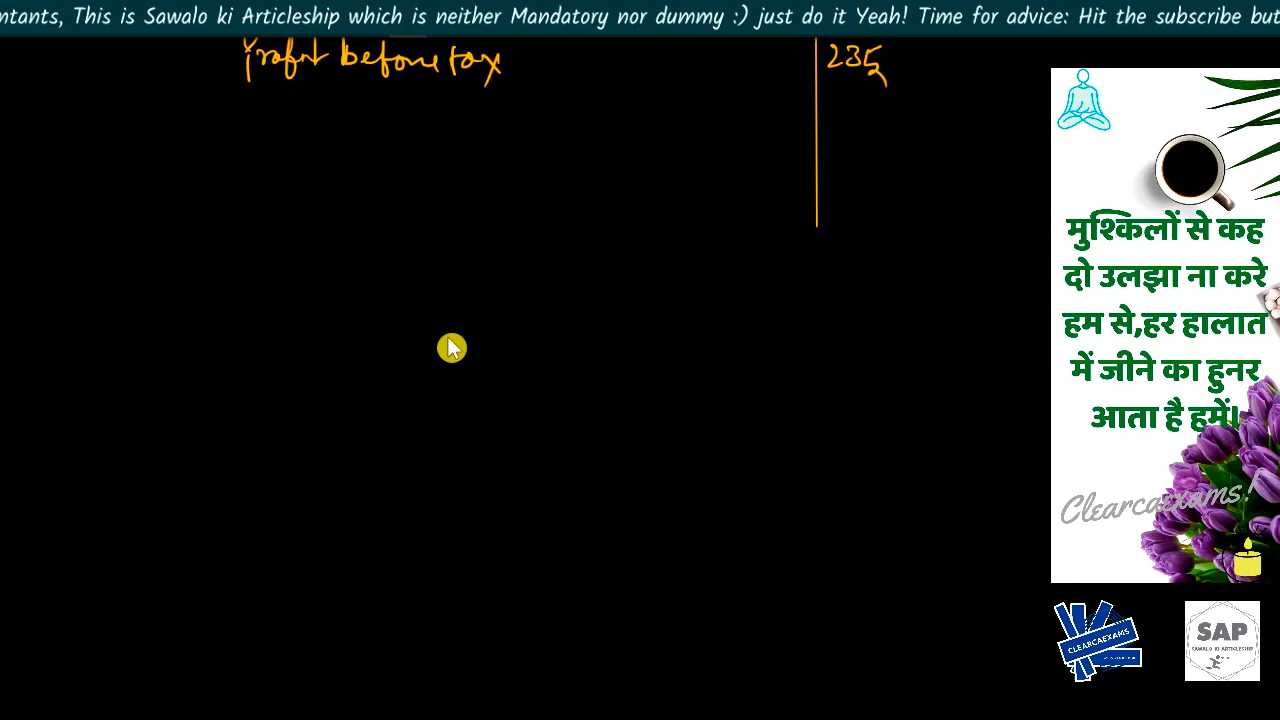 ntants, This is Sawalo ki Articleship which is neither Mandatory nor dummy :) just do it Yeah! Time for advice: Hit the subscribe but
Profit before tax 235
मुश्किलों से कह
दो उलझा ना करे
हम से,हर हालात
में जीने का हुनर
आता है हमें।
Clearcaexams!
CLEARCAEXAMS
SAP
SAWALO KI ARTICLESHIP